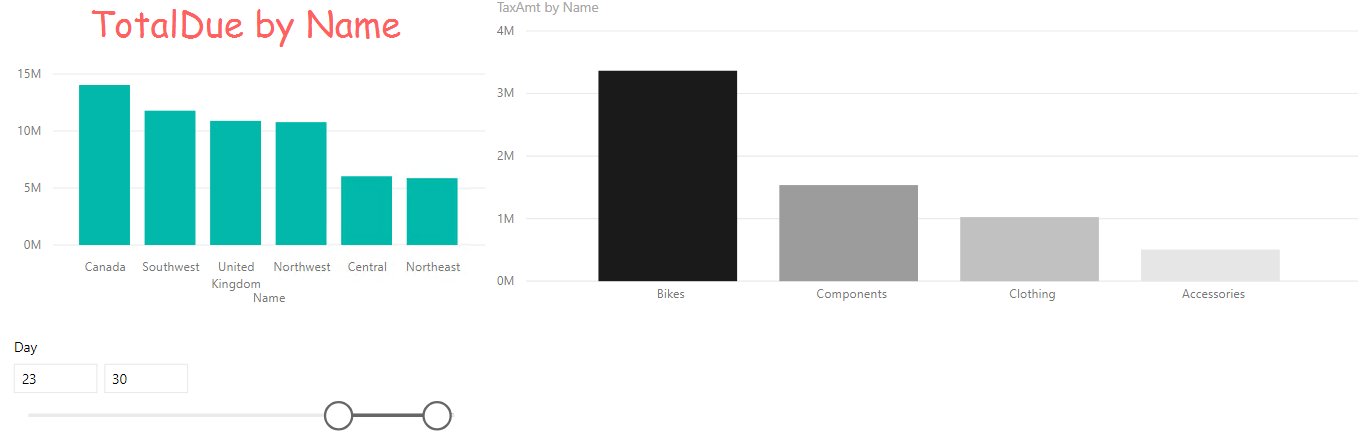 TotalDue by Name
15M
10M
5M
0M
Canada Southwest United Northwest Central Northeast
Kingdom
Name
TaxAmt by Name
4M
3M
2M
1M
0M
Bikes Components Clothing Accessories
Day
23 30